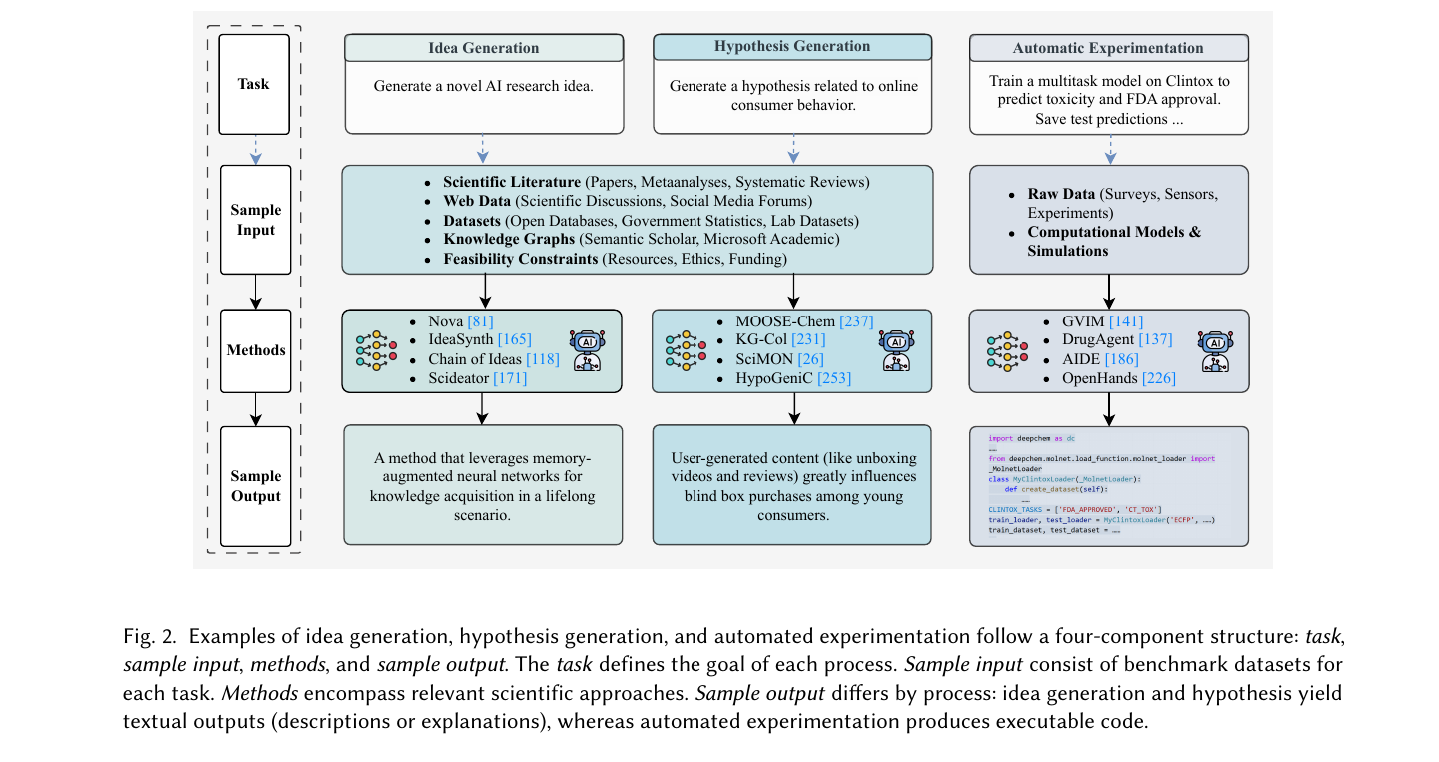 Task
Idea Generation
Generate a novel AI research idea.
Hypothesis Generation
Generate a hypothesis related to online
consumer behavior.
Automatic Experimentation
Train a multitask model on Clintox to
predict toxicity and FDA approval.
Save test predictions ...
Sample
Input
• Scientific Literature (Papers, Metaanalyses, Systematic Reviews)
• Web Data (Scientific Discussions, Social Media Forums)
• Datasets (Open Databases, Government Statistics, Lab Datasets)
• Knowledge Graphs (Semantic Scholar, Microsoft Academic)
• Feasibility Constraints (Resources, Ethics, Funding)
• Raw Data (Surveys, Sensors,
Experiments)
• Computational Models &
Simulations
Methods
• Nova [81]
• IdeaSynth [165]
• Chain of Ideas [118]
• Scideator [171]
AI
• MOOSE-Chem [237]
• KG-Col [231]
• SciMON [26]
• HypoGeniC [253]
AI
• GVIM [141]
• DrugAgent [137]
• AIDE [186]
• OpenHands [226]
AI
Sample
Output
A method that leverages memory-
augmented neural networks for
knowledge acquisition in a lifelong
scenario.
User-generated content (like unboxing
videos and reviews) greatly influences
blind box purchases among young
consumers.
import deepchem as dc
……
from deepchem.molnet.load_function.molnet_loader import
_MolnetLoader
class MyClintoxLoader(_MolnetLoader):
def create_dataset(self):
……
CLINTOX_TASKS = ['FDA_APPROVED', 'CT_TOX']
train_loader, test_loader = MyClintoxLoader('ECFP', ……)
train_dataset, test_dataset = ……
Fig. 2. Examples of idea generation, hypothesis generation, and automated experimentation follow a four-component structure: task,
sample input, methods, and sample output. The task defines the goal of each process. Sample input consist of benchmark datasets for
each task. Methods encompass relevant scientific approaches. Sample output differs by process: idea generation and hypothesis yield
textual outputs (descriptions or explanations), whereas automated experimentation produces executable code.